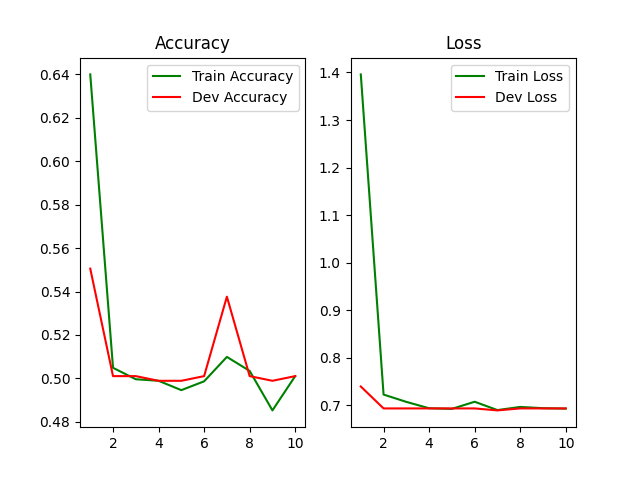 Accuracy
Train Accuracy
Dev Accuracy
0.64
0.62
0.60
0.58
0.56
0.54
0.52
0.50
0.48
2 4 6 8 10
Loss
Train Loss
Dev Loss
1.4
1.3
1.2
1.1
1.0
0.9
0.8
0.7
2 4 6 8 10